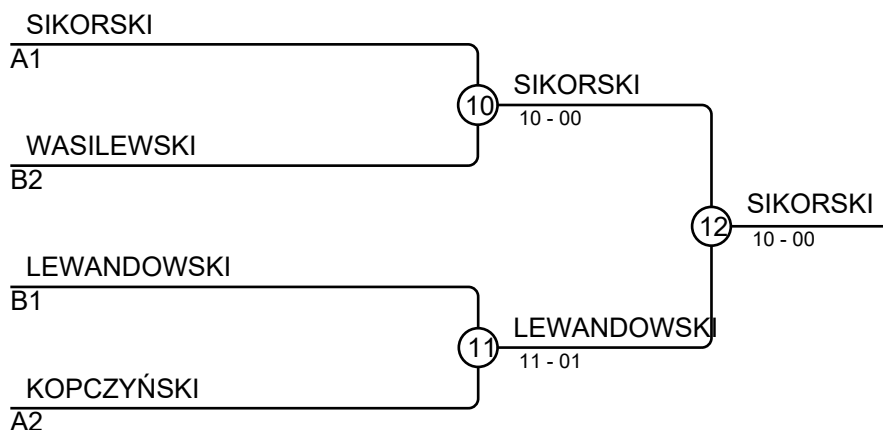 SIKORSKI
A1
10
SIKORSKI
10 - 00
WASILEWSKI
B2
12
SIKORSKI
10 - 00
LEWANDOWSKI
B1
11
LEWANDOWSKI
11 - 01
KOPCZYŃSKI
A2